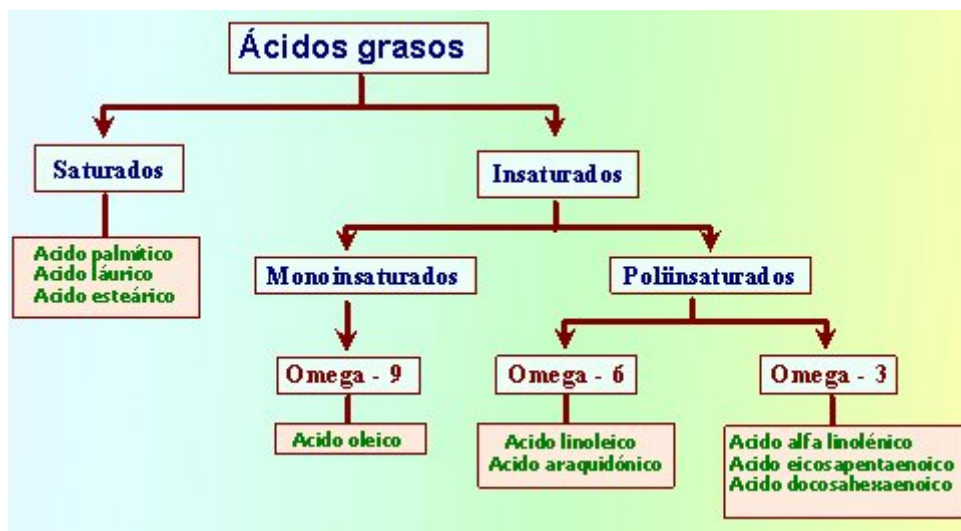 Ácidos grasos
Saturados
Insaturados
Acido palmítico
Acido láurico
Acido esteárico
Monoinsaturados
Poliinsaturados
Omega - 9
Omega - 6
Omega - 3
Acido oleico
Acido linoleico
Acido araquidónico
Acido alfa linolénico
Acido eicosapentaenoico
Acido docosahexaenoico